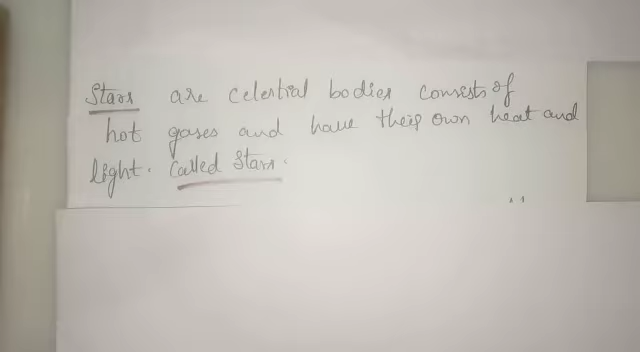 Stars are celestial bodies consists of
hot gases and have their own heat and
light. Called Stars.